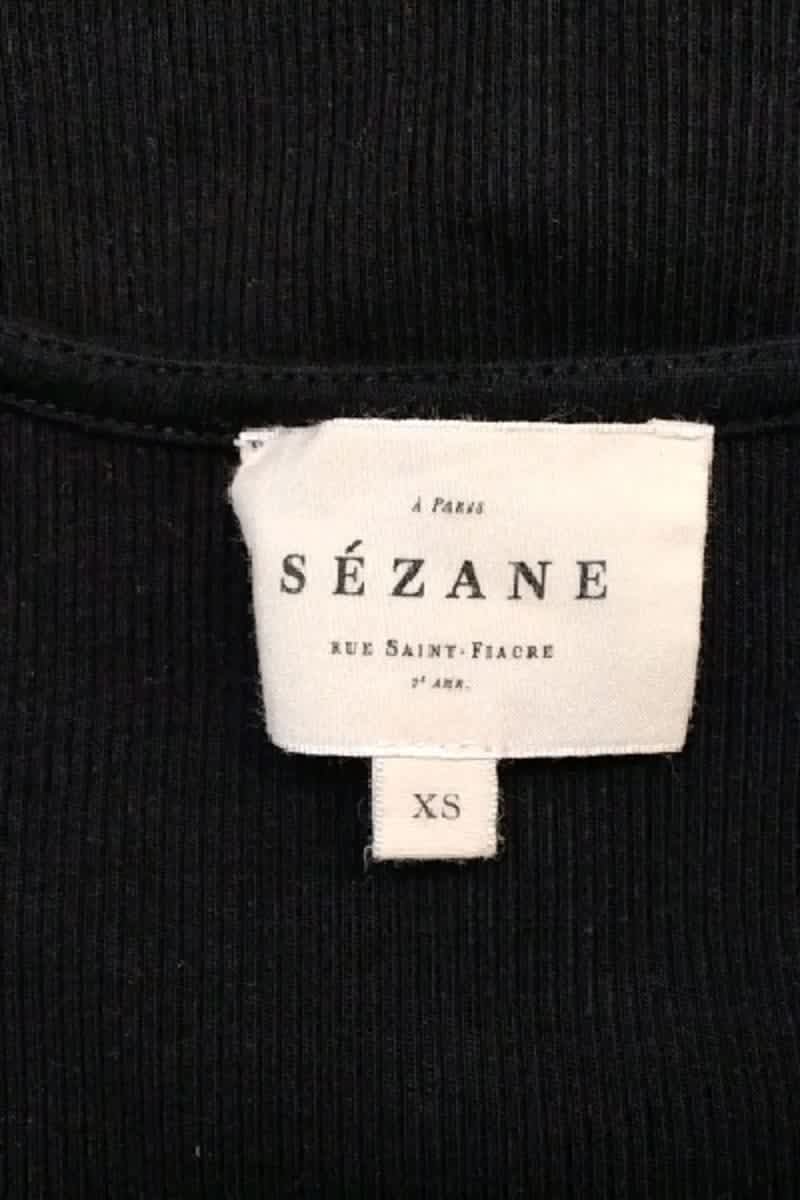 À PARIS
SÉZANE
RUE SAINT-FIACRE
2E ARR.
XS